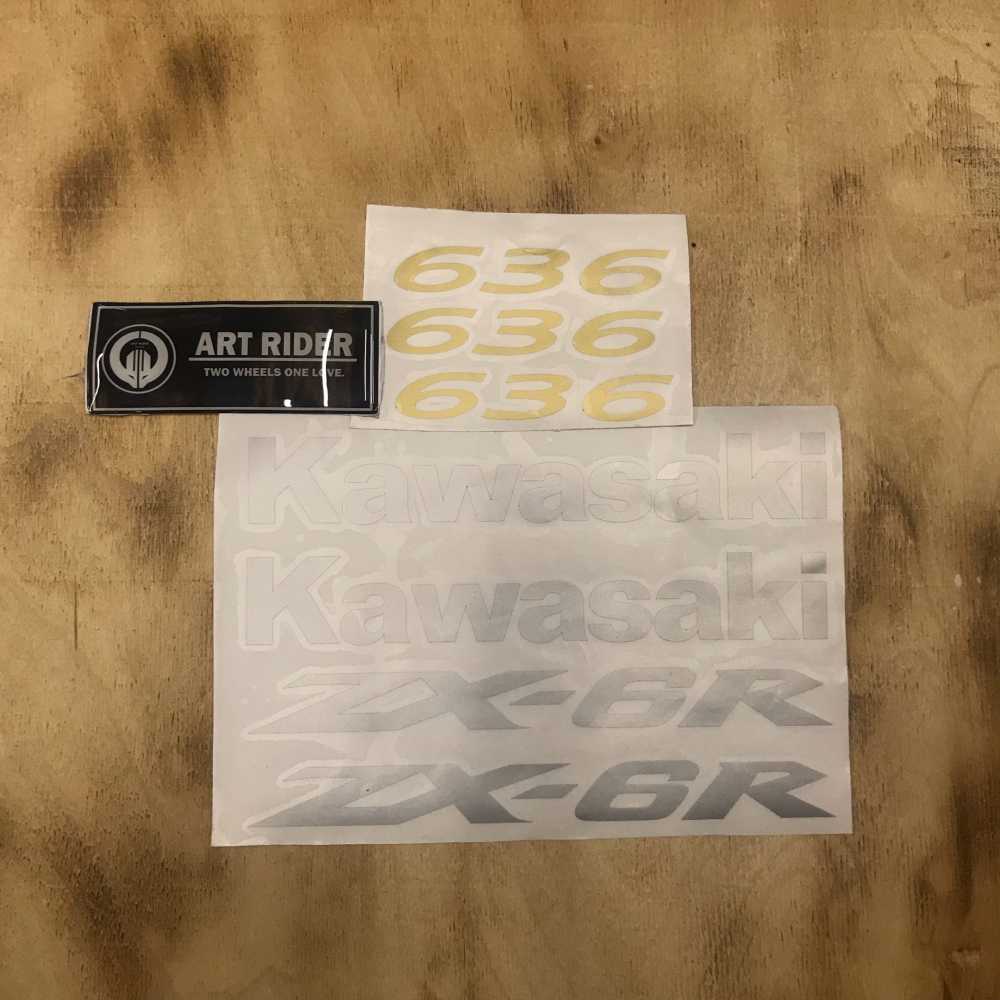 636
636
636
ART RIDER
TWO WHEELS ONE LOVE.
Kawasaki
Kawasaki
ZX-6R
ZX-6R